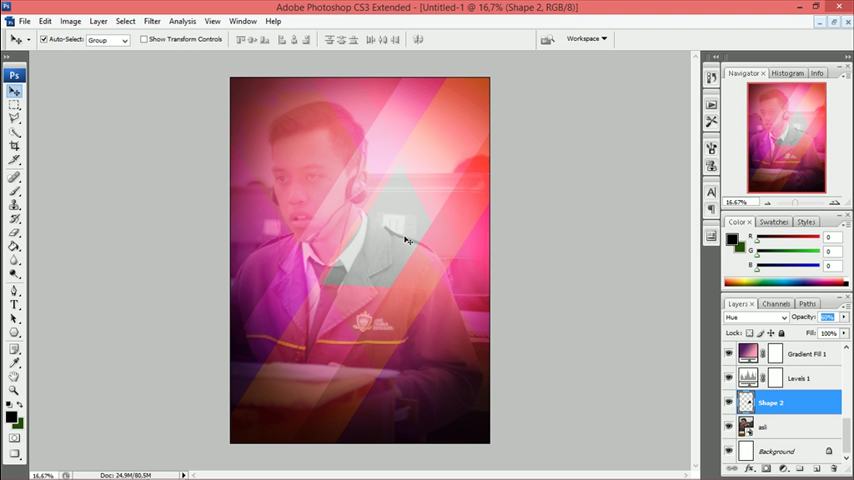 Adobe Photoshop CS3 Extended - [Untitled-1 @ 16,7% (Shape 2, RGB/8)]
File Edit Image Layer Select Filter Analysis View Window Help
Auto-Select: Group Show Transform Controls Workspace
Ps
Navigator Histogram Info
16.67%
Color Swatches Styles
R 0
G 0
B 0
Layers Channels Paths
Hue Opacity: 60%
Lock: Fill: 100%
Gradient Fill 1
Levels 1
Shape 2
asli
Background
16,67% Doc: 24,9M/80,5M